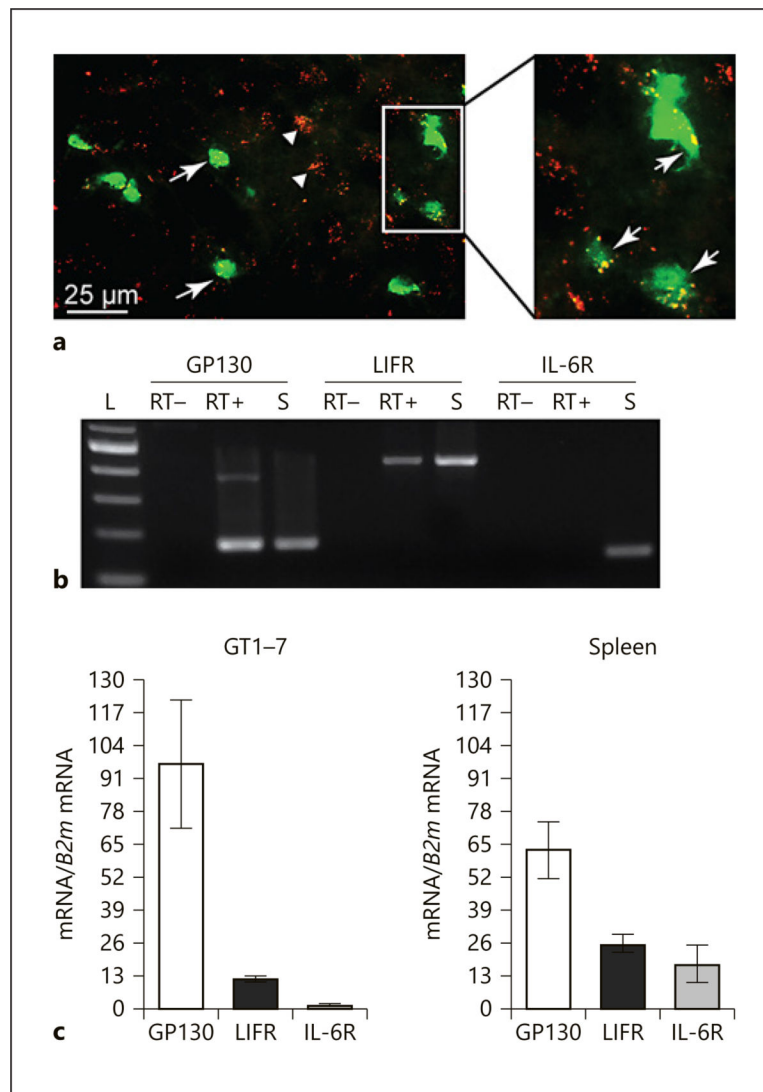 25 µm
a
GP130 LIFR IL-6R
L RT– RT+ S RT– RT+ S RT– RT+ S
b
GT1–7
130
117
104
91
78
65
52
39
26
13
0
mRNA/B2m mRNA
GP130 LIFR IL-6R
Spleen
130
117
104
91
78
65
52
39
26
13
0
mRNA/B2m mRNA
GP130 LIFR IL-6R
c